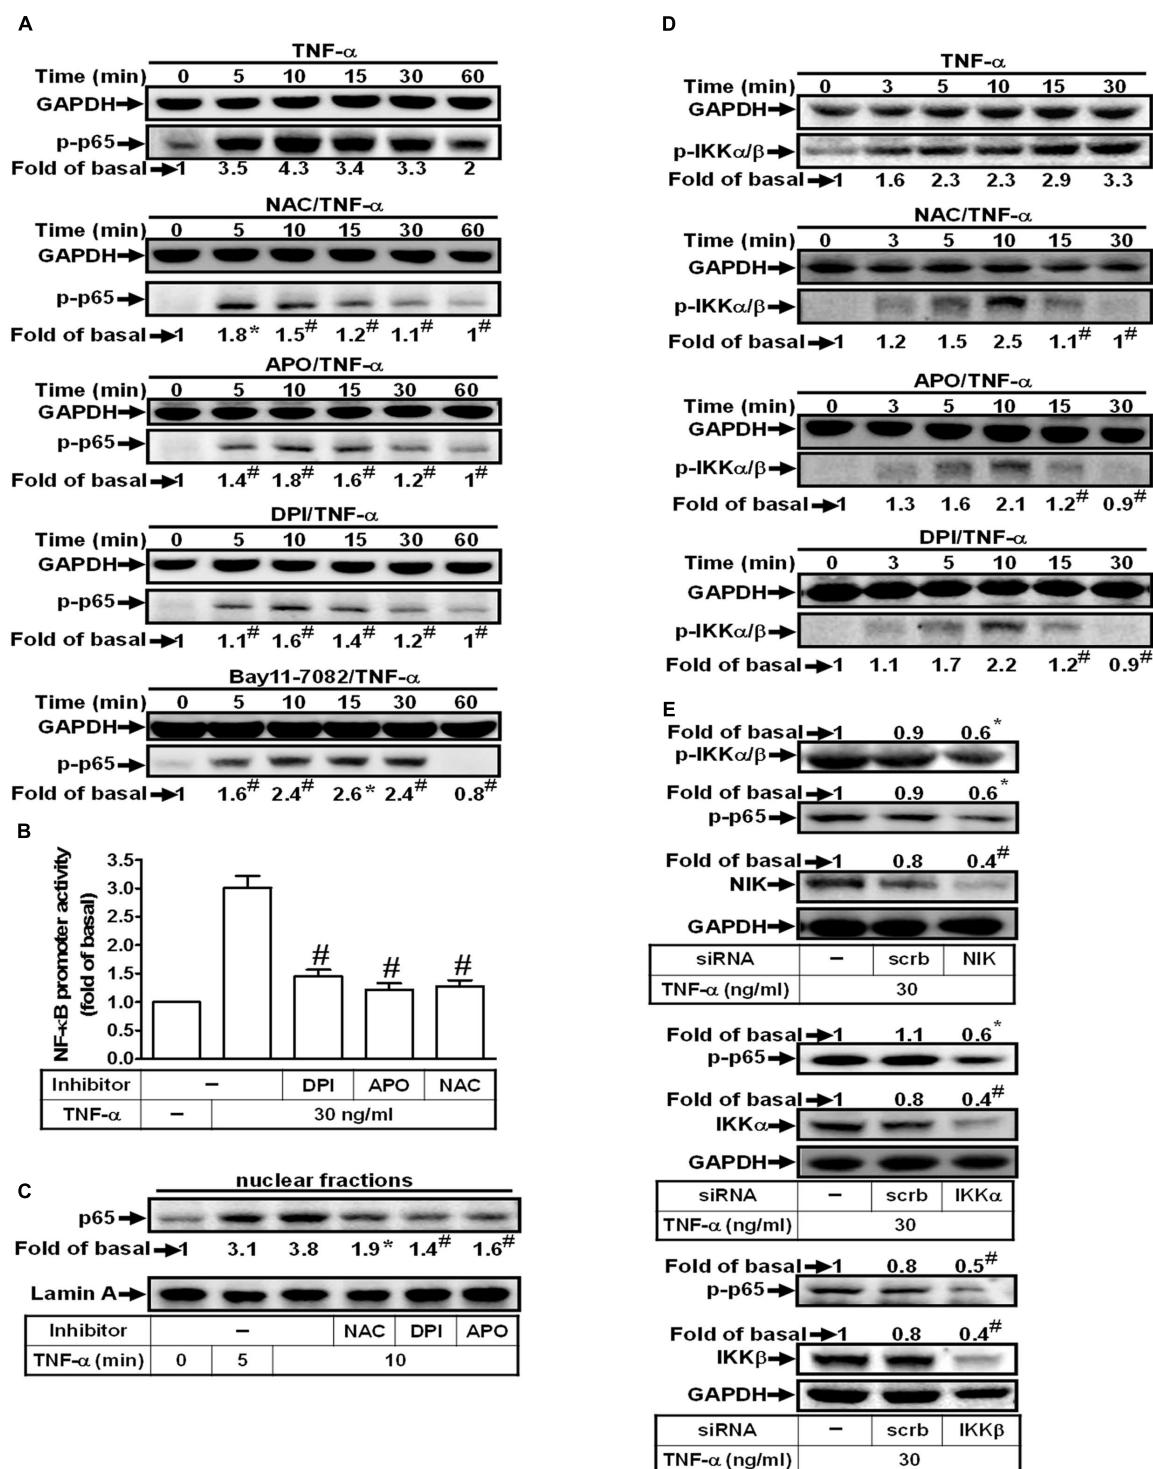 A
TNF-α
Time (min) 0 5 10 15 30 60
GAPDH
p-p65
Fold of basal 1 3.5 4.3 3.4 3.3 2
NAC/TNF-α
Time (min) 0 5 10 15 30 60
GAPDH
p-p65
Fold of basal 1 1.8* 1.5# 1.2# 1.1# 1#
APO/TNF-α
Time (min) 0 5 10 15 30 60
GAPDH
p-p65
Fold of basal 1 1.4# 1.8# 1.6# 1.2# 1#
DPI/TNF-α
Time (min) 0 5 10 15 30 60
GAPDH
p-p65
Fold of basal 1 1.1# 1.6# 1.4# 1.2# 1#
Bay11-7082/TNF-α
Time (min) 0 5 10 15 30 60
GAPDH
p-p65
Fold of basal 1 1.6# 2.4# 2.6* 2.4# 0.8#
B
NF-κB promoter activity
(fold of basal)
3.5
3.0
2.5
2.0
1.5
1.0
0.5
0.0
# # #
Inhibitor – DPI APO NAC
TNF-α – 30 ng/ml
C
nuclear fractions
p65
Fold of basal 1 3.1 3.8 1.9* 1.4# 1.6#
Lamin A
Inhibitor – NAC DPI APO
TNF-α (min) 0 5 10
D
TNF-α
Time (min) 0 3 5 10 15 30
GAPDH
p-IKKα/β
Fold of basal 1 1.6 2.3 2.3 2.9 3.3
NAC/TNF-α
Time (min) 0 3 5 10 15 30
GAPDH
p-IKKα/β
Fold of basal 1 1.2 1.5 2.5 1.1# 1#
APO/TNF-α
Time (min) 0 3 5 10 15 30
GAPDH
p-IKKα/β
Fold of basal 1 1.3 1.6 2.1 1.2# 0.9#
DPI/TNF-α
Time (min) 0 3 5 10 15 30
GAPDH
p-IKKα/β
Fold of basal 1 1.1 1.7 2.2 1.2# 0.9#
E
Fold of basal 1 0.9 0.6*
p-IKKα/β
Fold of basal 1 0.9 0.6*
p-p65
Fold of basal 1 0.8 0.4#
NIK
GAPDH
siRNA – scrb NIK
TNF-α (ng/ml) 30
Fold of basal 1 1.1 0.6*
p-p65
Fold of basal 1 0.8 0.4#
IKKα
GAPDH
siRNA – scrb IKKα
TNF-α (ng/ml) 30
Fold of basal 1 0.8 0.5#
p-p65
Fold of basal 1 0.8 0.4#
IKKβ
GAPDH
siRNA – scrb IKKβ
TNF-α (ng/ml) 30